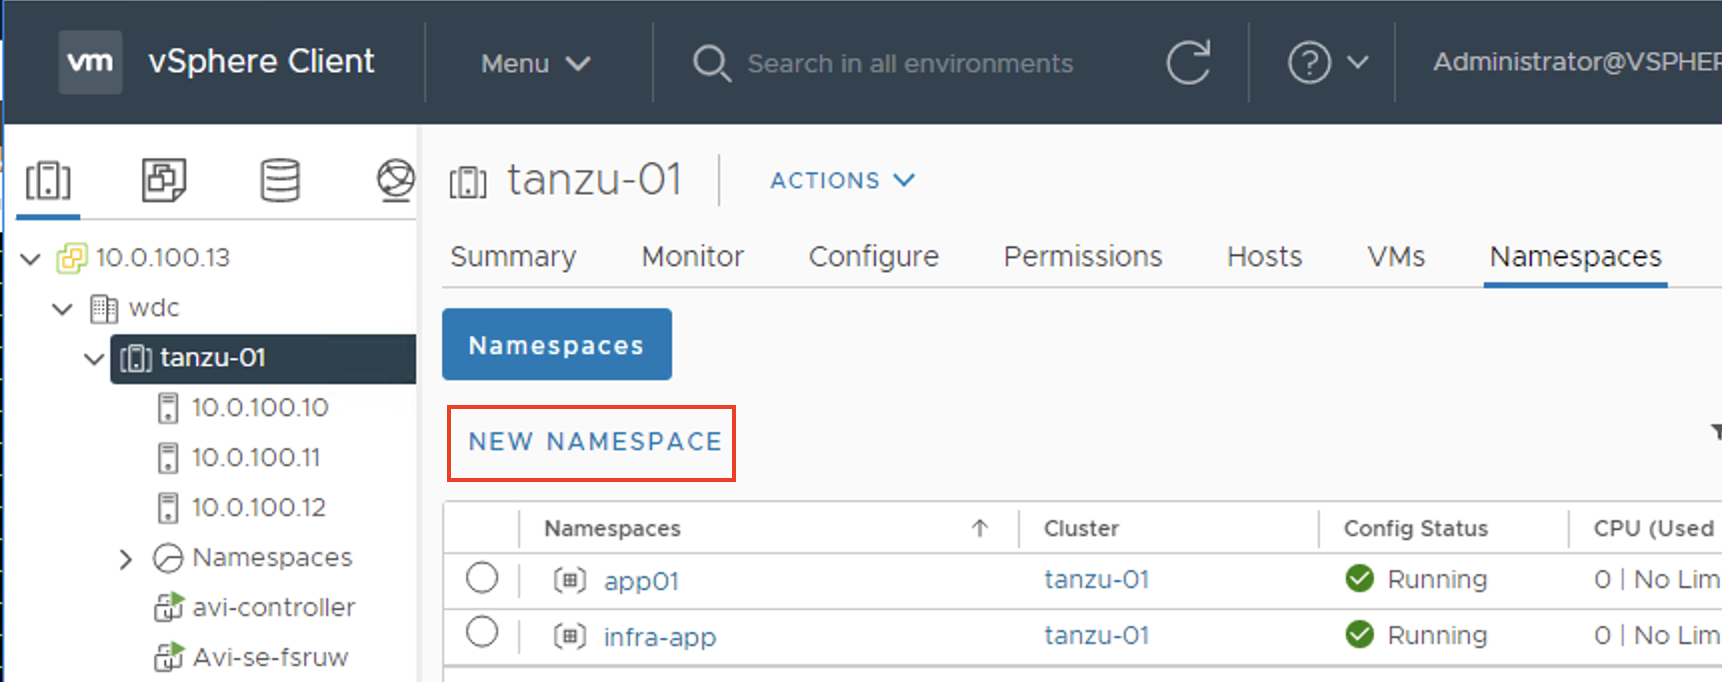 vm vSphere Client Menu Search in all environments ? Administrator@VSPHER
tanzu-01 ACTIONS
Summary Monitor Configure Permissions Hosts VMs Namespaces
10.0.100.13
wdc
tanzu-01
10.0.100.10
10.0.100.11
10.0.100.12
Namespaces
avi-controller
Avi-se-fsruw
Namespaces
NEW NAMESPACE
Namespaces Cluster Config Status CPU (Used
app01 tanzu-01 Running 0 | No Lim
infra-app tanzu-01 Running 0 | No Lim